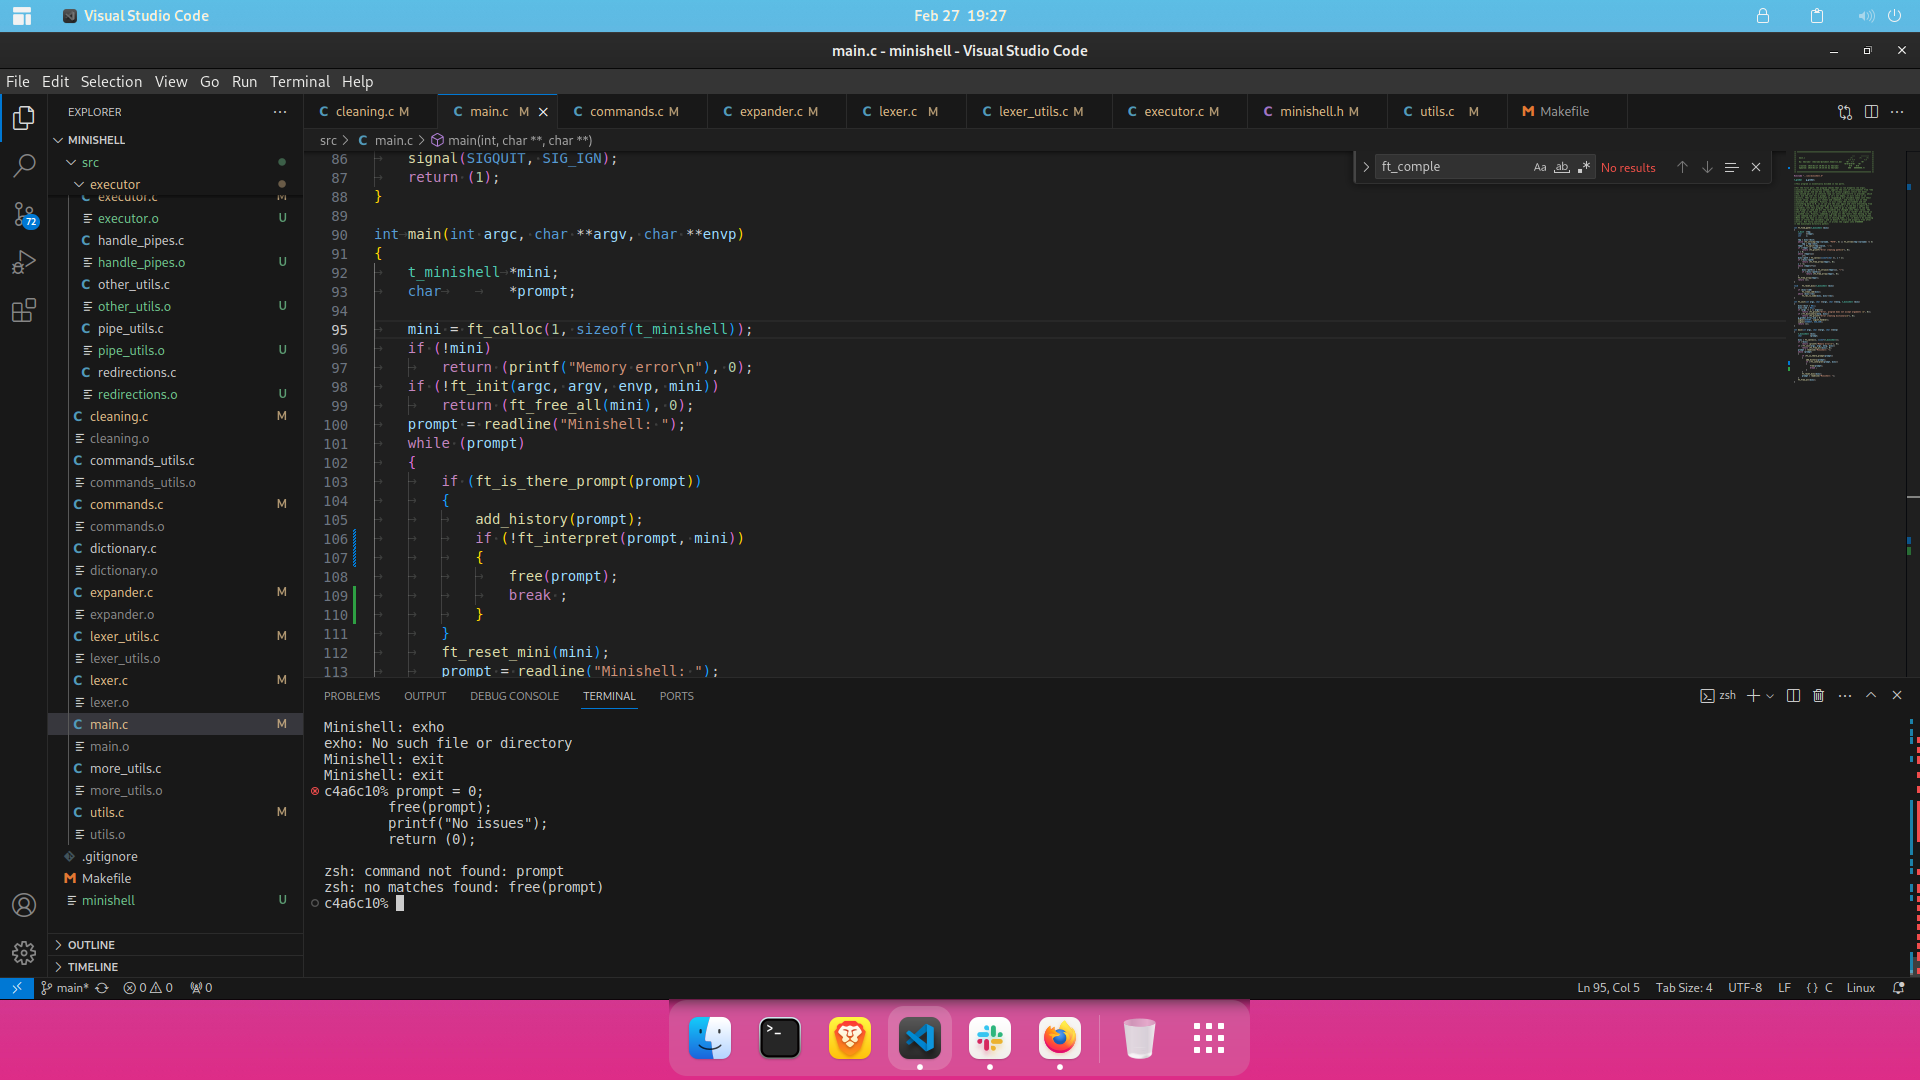 Visual Studio Code
Feb 27 19:27
main.c - minishell - Visual Studio Code
File Edit Selection View Go Run Terminal Help
EXPLORER
MINISHELL
src
executor
executor.c M
executor.o U
handle_pipes.c
handle_pipes.o U
other_utils.c
other_utils.o U
pipe_utils.c
pipe_utils.o U
redirections.c
redirections.o U
cleaning.c M
cleaning.o
commands_utils.c
commands_utils.o
commands.c M
commands.o
dictionary.c
dictionary.o
expander.c M
expander.o
lexer_utils.c M
lexer_utils.o
lexer.c M
lexer.o
main.c M
main.o
more_utils.c
more_utils.o
utils.c M
utils.o
.gitignore
Makefile
minishell U
OUTLINE
TIMELINE
72
cleaning.c M main.c M commands.c M expander.c M lexer.c M lexer_utils.c M executor.c M minishell.h M utils.c M Makefile
src > main.c > main(int, char **, char **)
ft_comple Aa ab .* No results
86 signal(SIGQUIT, SIG_IGN);
87 return (1);
88 }
89
90 int main(int argc, char **argv, char **envp)
91 {
92 t_minishell *mini;
93 char *prompt;
94
95 mini = ft_calloc(1, sizeof(t_minishell));
96 if (!mini)
97 return (printf("Memory error\n"), 0);
98 if (!ft_init(argc, argv, envp, mini))
99 return (ft_free_all(mini), 0);
100 prompt = readline("Minishell: ");
101 while (prompt)
102 {
103 if (ft_is_there_prompt(prompt))
104 {
105 add_history(prompt);
106 if (!ft_interpret(prompt, mini))
107 {
108 free(prompt);
109 break ;
110 }
111 }
112 ft_reset_mini(mini);
113 prompt = readline("Minishell: ");
PROBLEMS OUTPUT DEBUG CONSOLE TERMINAL PORTS
zsh
Minishell: exho
exho: No such file or directory
Minishell: exit
Minishell: exit
c4a6c10% prompt = 0;
free(prompt);
printf("No issues");
return (0);
zsh: command not found: prompt
zsh: no matches found: free(prompt)
c4a6c10%
main* 0 0 0
Ln 95, Col 5 Tab Size: 4 UTF-8 LF {} C Linux